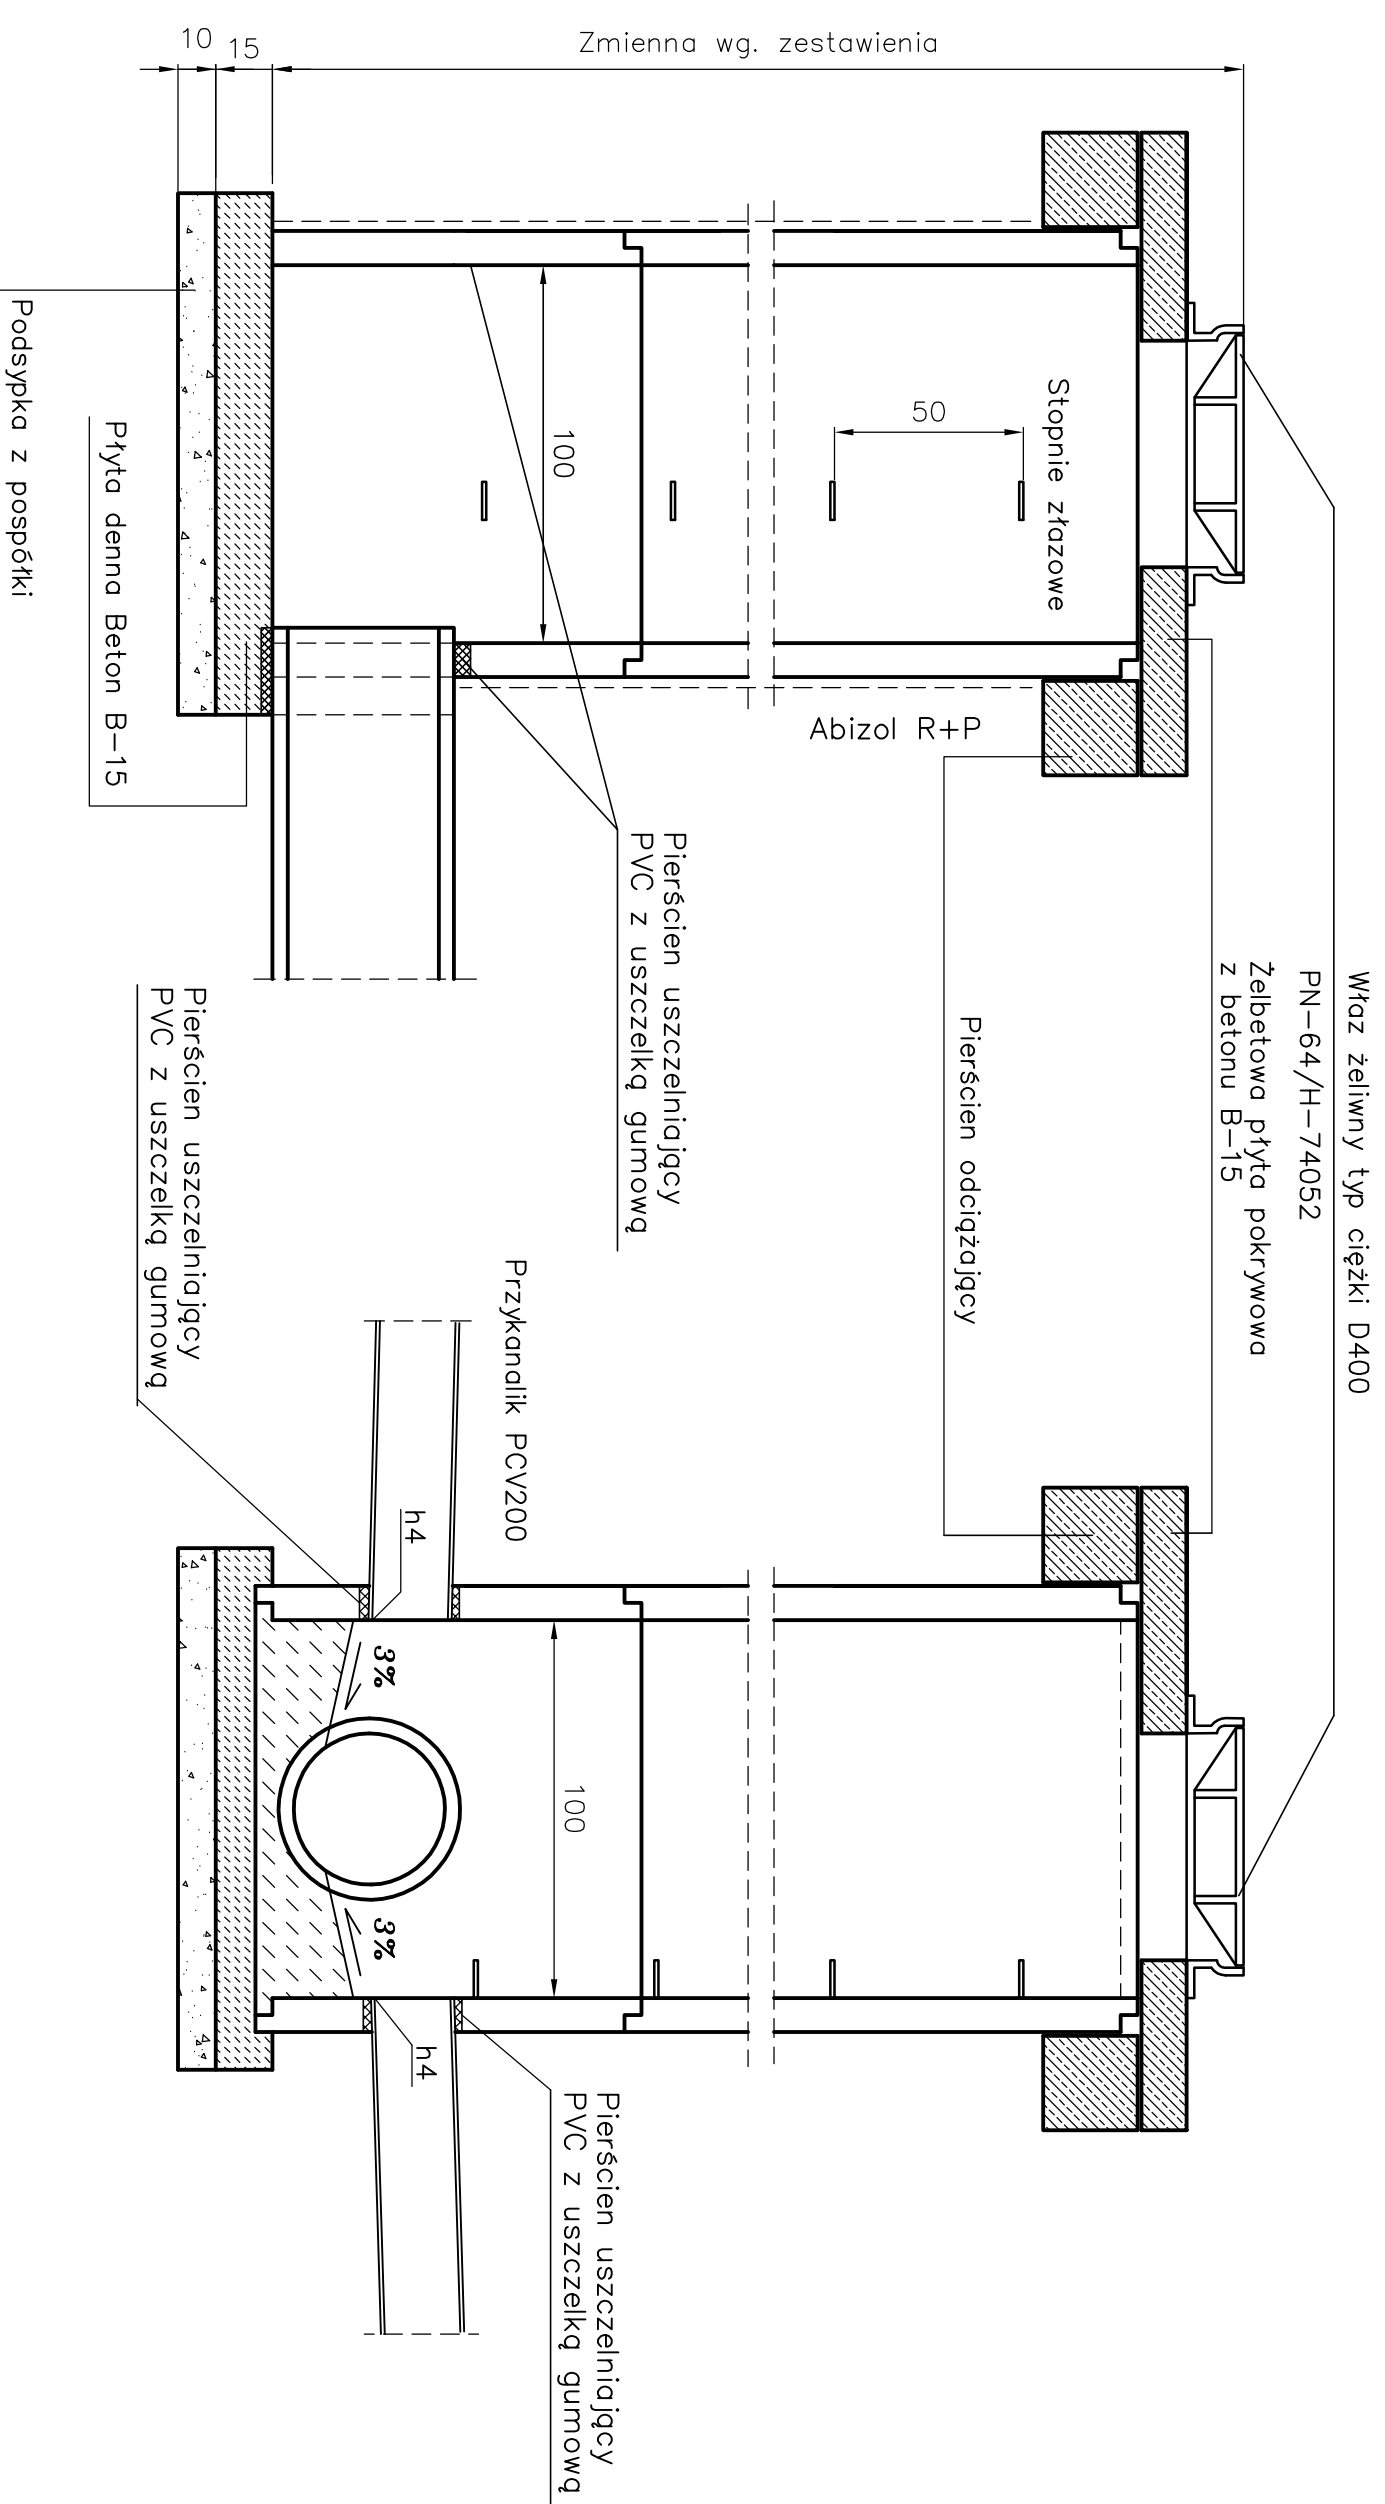 Właz żeliwny typ ciężki D400
PN-64/H-74052
Żelbetowa płyta pokrywowa
z betonu B-15
Pierścien odciążający
Stopnie złazowe
50
Abizol R+P
Zmienna wg. zestawienia
15
10
100
Pierścien uszczelniający
PVC z uszczelką gumową
Płyta denna Beton B-15
Podsypka z pospółki
Przykanalik PCV200
h4
Pierścien uszczelniający
PVC z uszczelką gumową
3%
100
3%
h4
Pierścien uszczelniający
PVC z uszczelką gumową